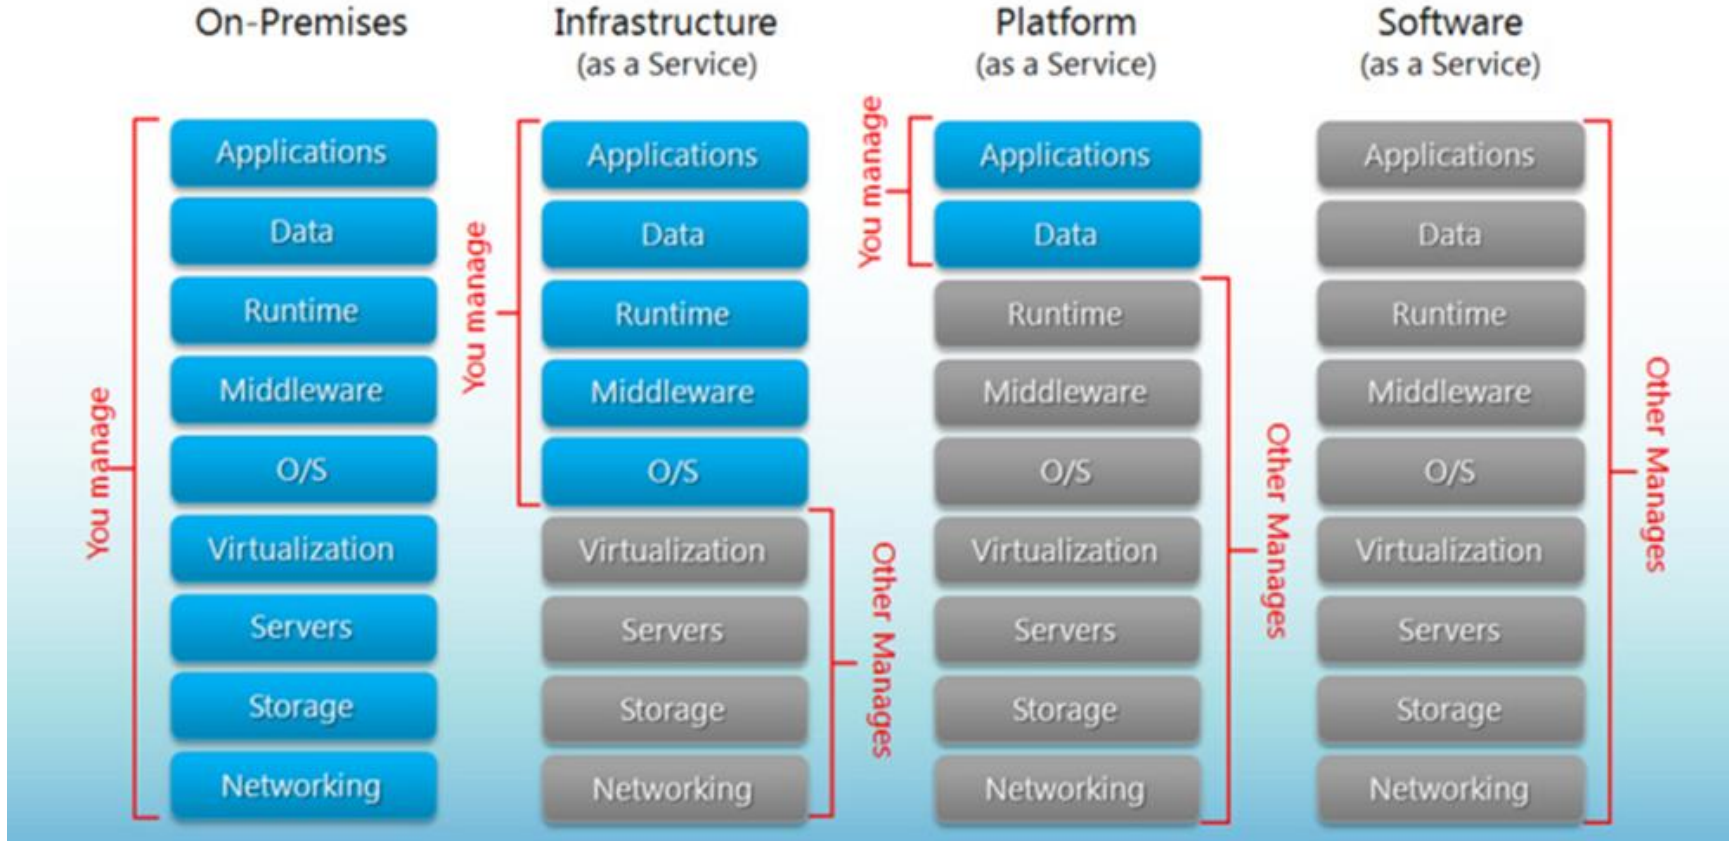 On-Premises
You manage
Applications
Data
Runtime
Middleware
O/S
Virtualization
Servers
Storage
Networking
Infrastructure
(as a Service)
You manage
Applications
Data
Runtime
Middleware
O/S
Virtualization
Servers
Storage
Networking
Other Manages
Platform
(as a Service)
You manage
Applications
Data
Runtime
Middleware
O/S
Virtualization
Servers
Storage
Networking
Other Manages
Software
(as a Service)
Applications
Data
Runtime
Middleware
O/S
Virtualization
Servers
Storage
Networking
Other Manages